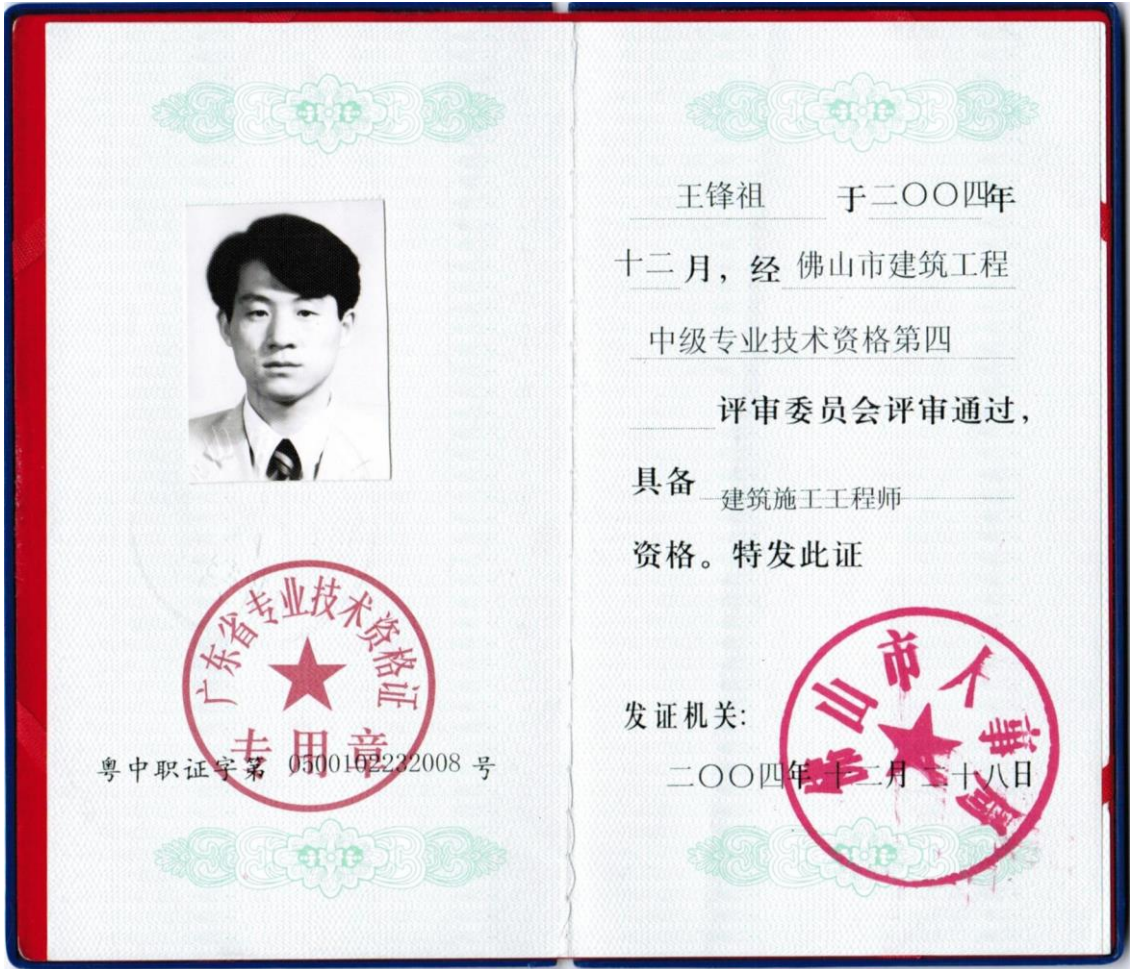 广东省专业技术资格证
专用章
粤中职证字第 0500102232008 号
王锋祖 于二〇〇四年
十二月，经 佛山市建筑工程
中级专业技术资格第四
评审委员会评审通过，
具备 建筑施工工程师
资格。特发此证
发证机关：
佛山市人事局
二〇〇四年 十二月 二十八日